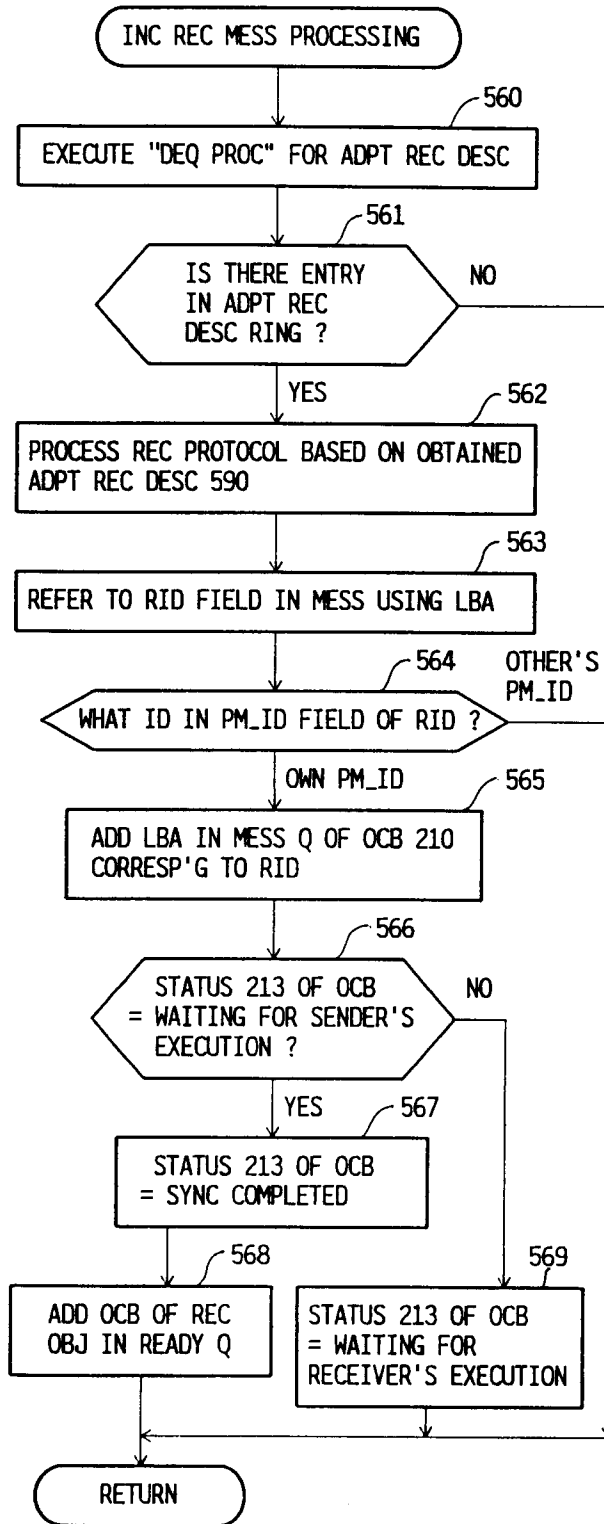 INC REC MESS PROCESSING
560
EXECUTE "DEQ PROC" FOR ADPT REC DESC
561
IS THERE ENTRY
IN ADPT REC
DESC RING ?
NO
YES
562
PROCESS REC PROTOCOL BASED ON OBTAINED
ADPT REC DESC 590
563
REFER TO RID FIELD IN MESS USING LBA
564
OTHER'S
PM_ID
WHAT ID IN PM_ID FIELD OF RID ?
OWN PM_ID
565
ADD LBA IN MESS Q OF OCB 210
CORRESP'G TO RID
566
STATUS 213 OF OCB
= WAITING FOR SENDER'S
EXECUTION ?
NO
YES
567
STATUS 213 OF OCB
= SYNC COMPLETED
568
ADD OCB OF REC
OBJ IN READY Q
569
STATUS 213 OF OCB
= WAITING FOR
RECEIVER'S EXECUTION
RETURN